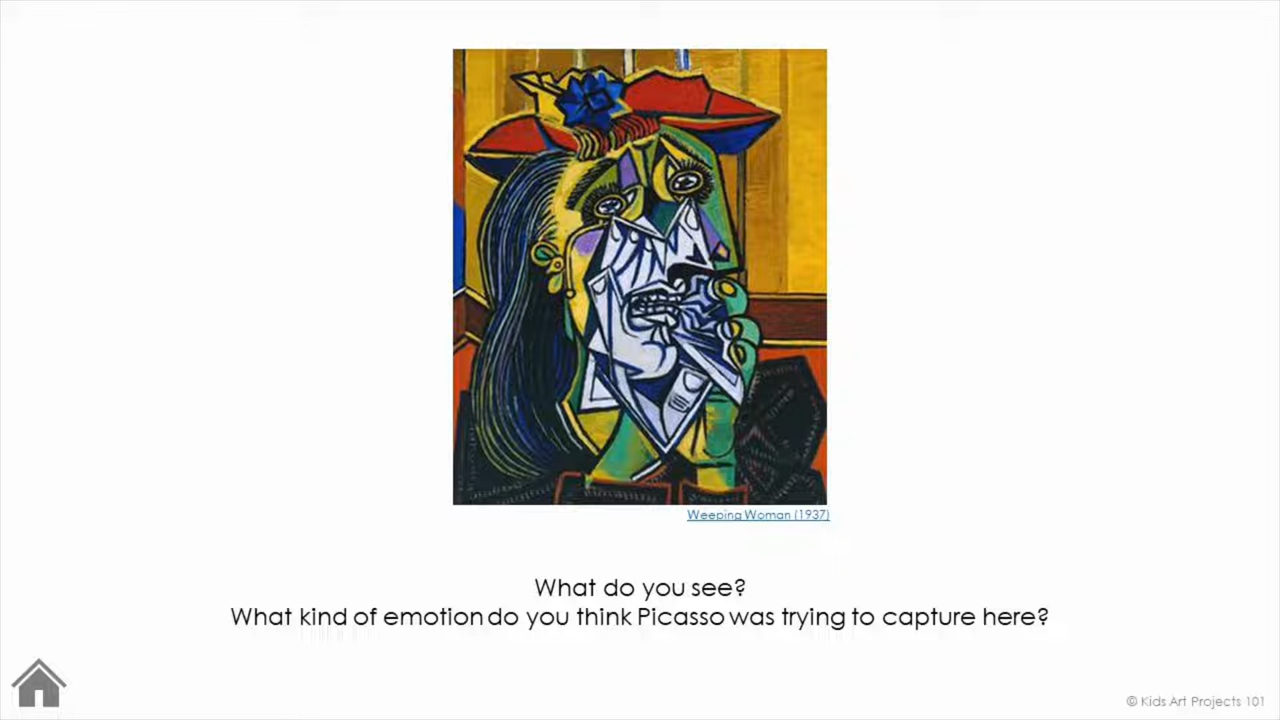 Weeping Woman (1937)
What do you see?
What kind of emotion do you think Picasso was trying to capture here?
© Kids Art Projects 101